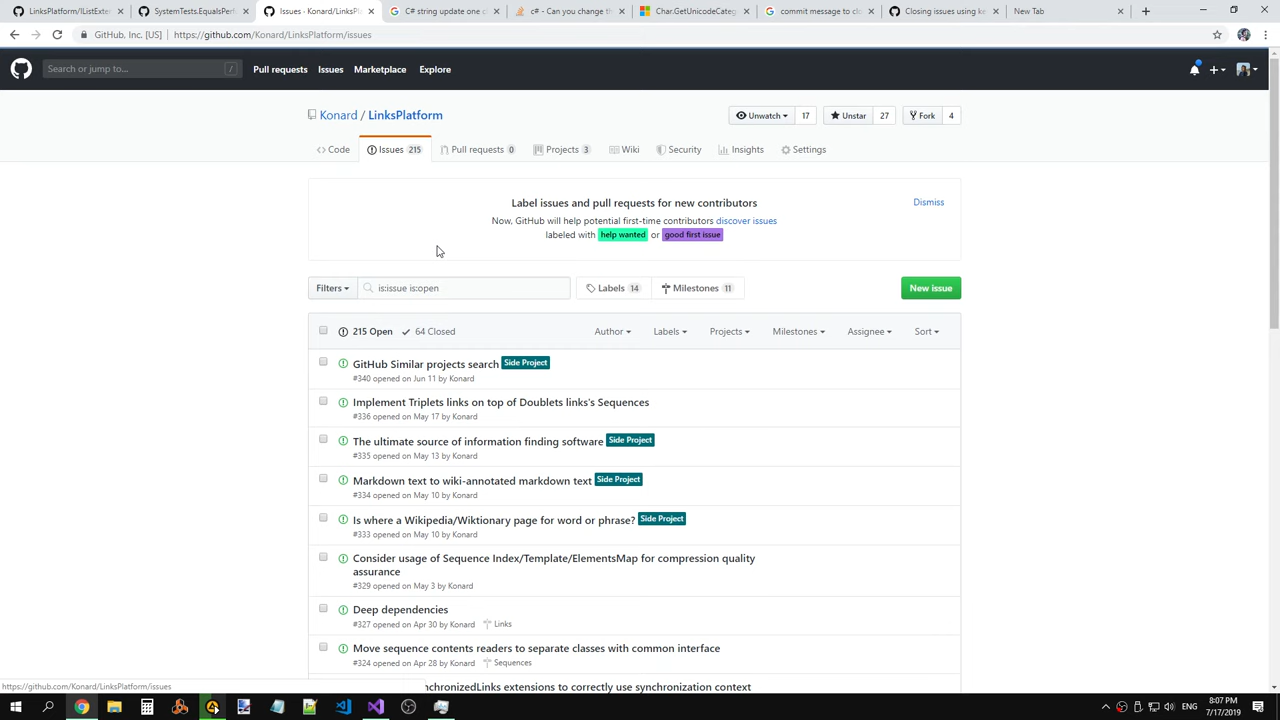 LinksPlatform/IListExten
SystemTests.EqualsPerfo
Issues - Konard/LinksPl
C# string update one c
c# - Can you change th
Char.GetUnicodeCateg
commit message to clo
Closing issues using ke
New Tab
GitHub, Inc. [US] https://github.com/Konard/LinksPlatform/issues
Search or jump to... /
Pull requests Issues Marketplace Explore
Konard / LinksPlatform
Unwatch 17 Unstar 27 Fork 4
Code Issues 215 Pull requests 0 Projects 3 Wiki Security Insights Settings
Label issues and pull requests for new contributors
Dismiss
Now, GitHub will help potential first-time contributors discover issues
labeled with help wanted or good first issue
Filters is:issue is:open Labels 14 Milestones 11 New issue
215 Open 64 Closed Author Labels Projects Milestones Assignee Sort
GitHub Similar projects search Side Project
#340 opened on Jun 11 by Konard
Implement Triplets links on top of Doublets links's Sequences
#336 opened on May 17 by Konard
The ultimate source of information finding software Side Project
#335 opened on May 13 by Konard
Markdown text to wiki-annotated markdown text Side Project
#334 opened on May 10 by Konard
Is where a Wikipedia/Wiktionary page for word or phrase? Side Project
#333 opened on May 10 by Konard
Consider usage of Sequence Index/Template/ElementsMap for compression quality
assurance
#329 opened on May 3 by Konard
Deep dependencies
#327 opened on Apr 30 by Konard Links
Move sequence contents readers to separate classes with common interface
#324 opened on Apr 28 by Konard Sequences
nchronizedLinks extensions to correctly use synchronization context
https://github.com/Konard/LinksPlatform/issues
ENG
8:07 PM
7/17/2019